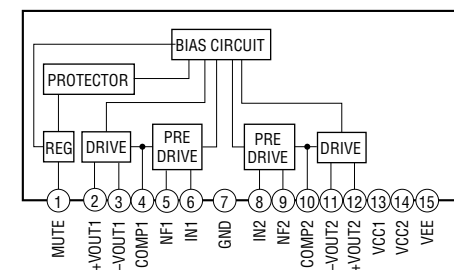 BIAS CIRCUIT
PROTECTOR
REG
DRIVE
PRE
DRIVE
PRE
DRIVE
DRIVE
1 2 3 4 5 6 7 8 9 10 11 12 13 14 15
MUTE
+VOUT1
−VOUT1
COMP1
NF1
IN1
GND
IN2
NF2
COMP2
−VOUT2
+VOUT2
VCC1
VCC2
VEE